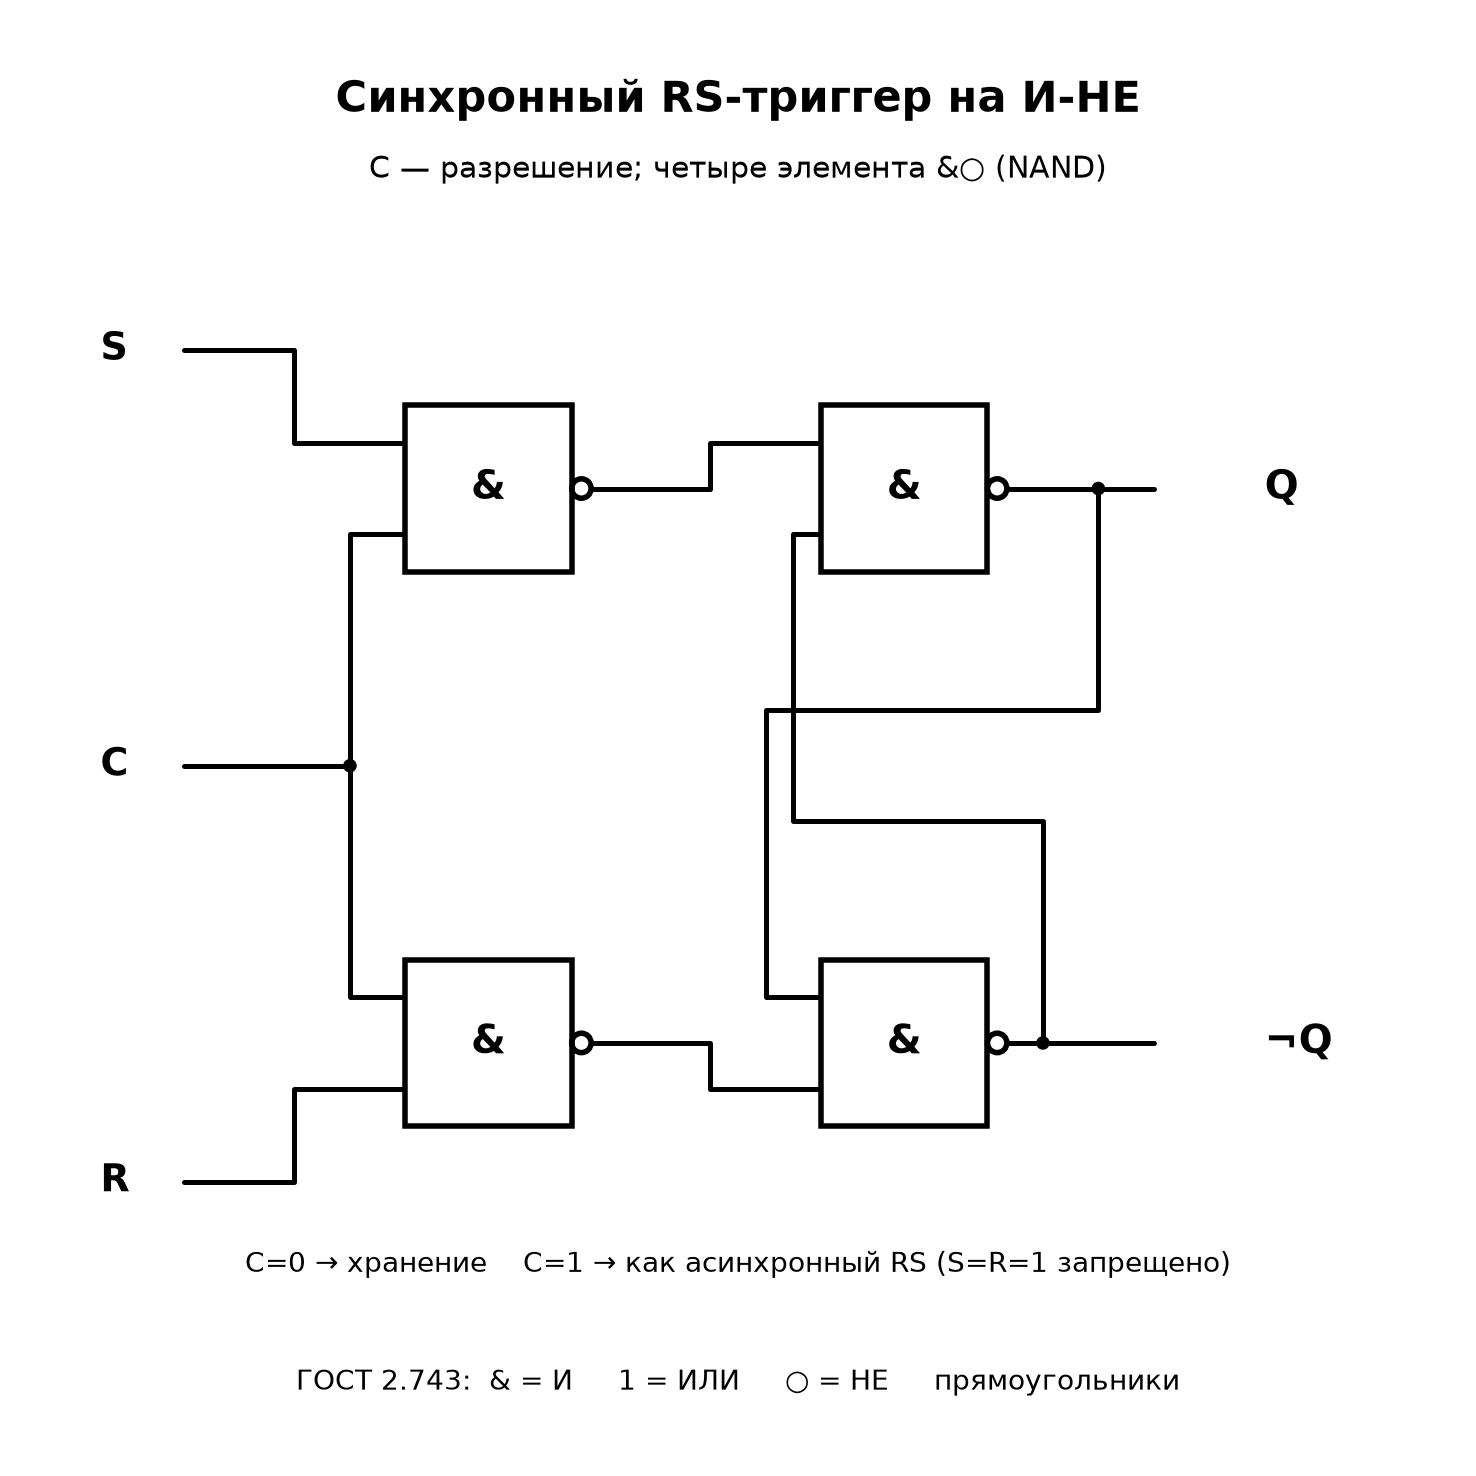 Синхронный RS-триггер на И-НЕ
C — разрешение; четыре элемента &○ (NAND)
S
& &
Q
C
& &
¬Q
R
C=0 → хранение C=1 → как асинхронный RS (S=R=1 запрещено)
ГОСТ 2.743: & = И 1 = ИЛИ ○ = НЕ прямоугольники